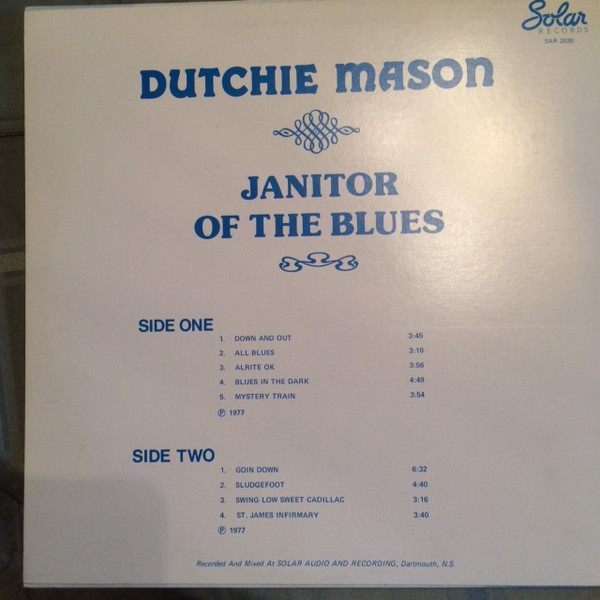 Solar
RECORDS
SAR 2020
DUTCHIE MASON
JANITOR
OF THE BLUES
SIDE ONE
1. DOWN AND OUT 3:45
2. ALL BLUES 3:10
3. ALRITE OK 3:56
4. BLUES IN THE DARK 4:49
5. MYSTERY TRAIN 3:54
℗ 1977
SIDE TWO
1. GOIN DOWN 6:32
2. SLUDGEFOOT 4:40
3. SWING LOW SWEET CADILLAC 3:16
4. ST. JAMES INFIRMARY 3:40
℗ 1977
Recorded And Mixed At SOLAR AUDIO AND RECORDING, Dartmouth, N.S.